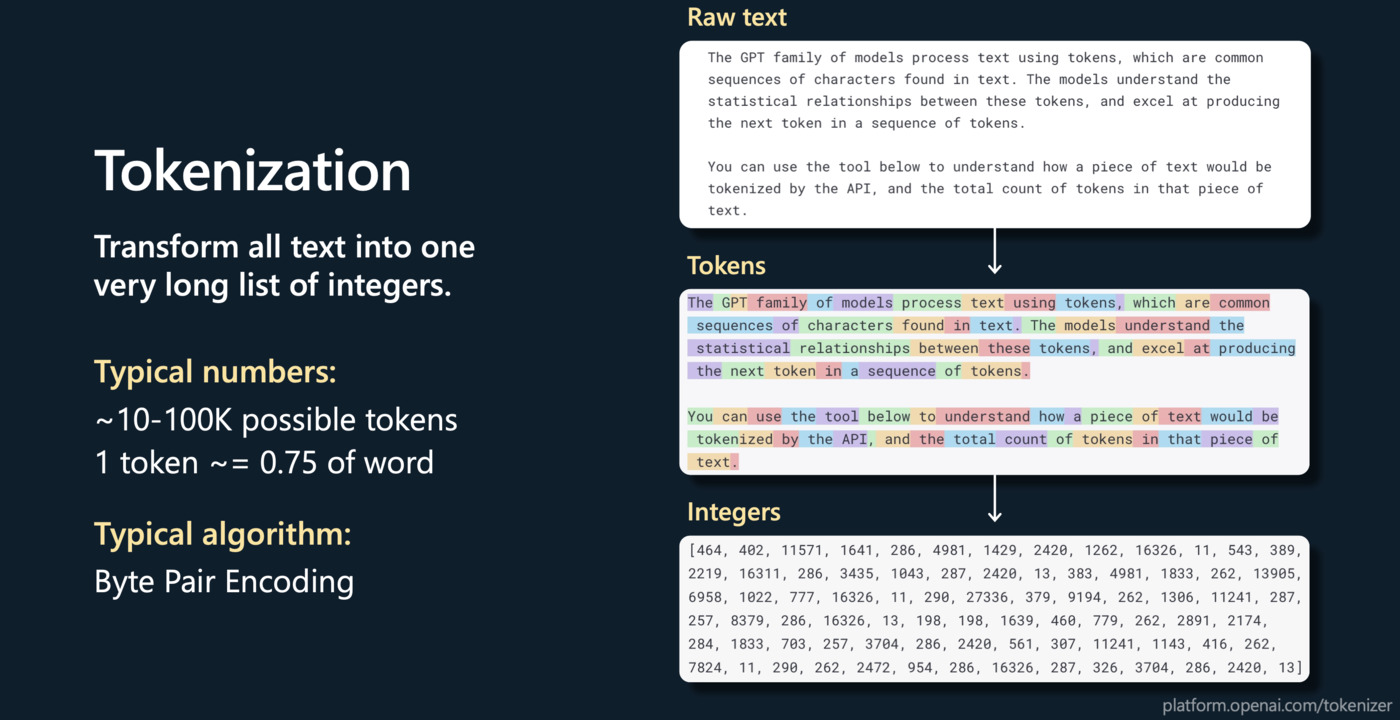 Tokenization
Transform all text into one
very long list of integers.
Typical numbers:
~10-100K possible tokens
1 token ~= 0.75 of word
Typical algorithm:
Byte Pair Encoding
Raw text
The GPT family of models process text using tokens, which are common
sequences of characters found in text. The models understand the
statistical relationships between these tokens, and excel at producing
the next token in a sequence of tokens.
You can use the tool below to understand how a piece of text would be
tokenized by the API, and the total count of tokens in that piece of
text.
Tokens
The GPT family of models process text using tokens, which are common
sequences of characters found in text. The models understand the
statistical relationships between these tokens, and excel at producing
the next token in a sequence of tokens.
You can use the tool below to understand how a piece of text would be
tokenized by the API, and the total count of tokens in that piece of
text.
Integers
[464, 402, 11571, 1641, 286, 4981, 1429, 2420, 1262, 16326, 11, 543, 389,
2219, 16311, 286, 3435, 1043, 287, 2420, 13, 383, 4981, 1833, 262, 13905,
6958, 1022, 777, 16326, 11, 290, 27336, 379, 9194, 262, 1306, 11241, 287,
257, 8379, 286, 16326, 13, 198, 198, 1639, 460, 779, 262, 2891, 2174,
284, 1833, 703, 257, 3704, 286, 2420, 561, 307, 11241, 1143, 416, 262,
7824, 11, 290, 262, 2472, 954, 286, 16326, 287, 326, 3704, 286, 2420, 13]
platform.openai.com/tokenizer